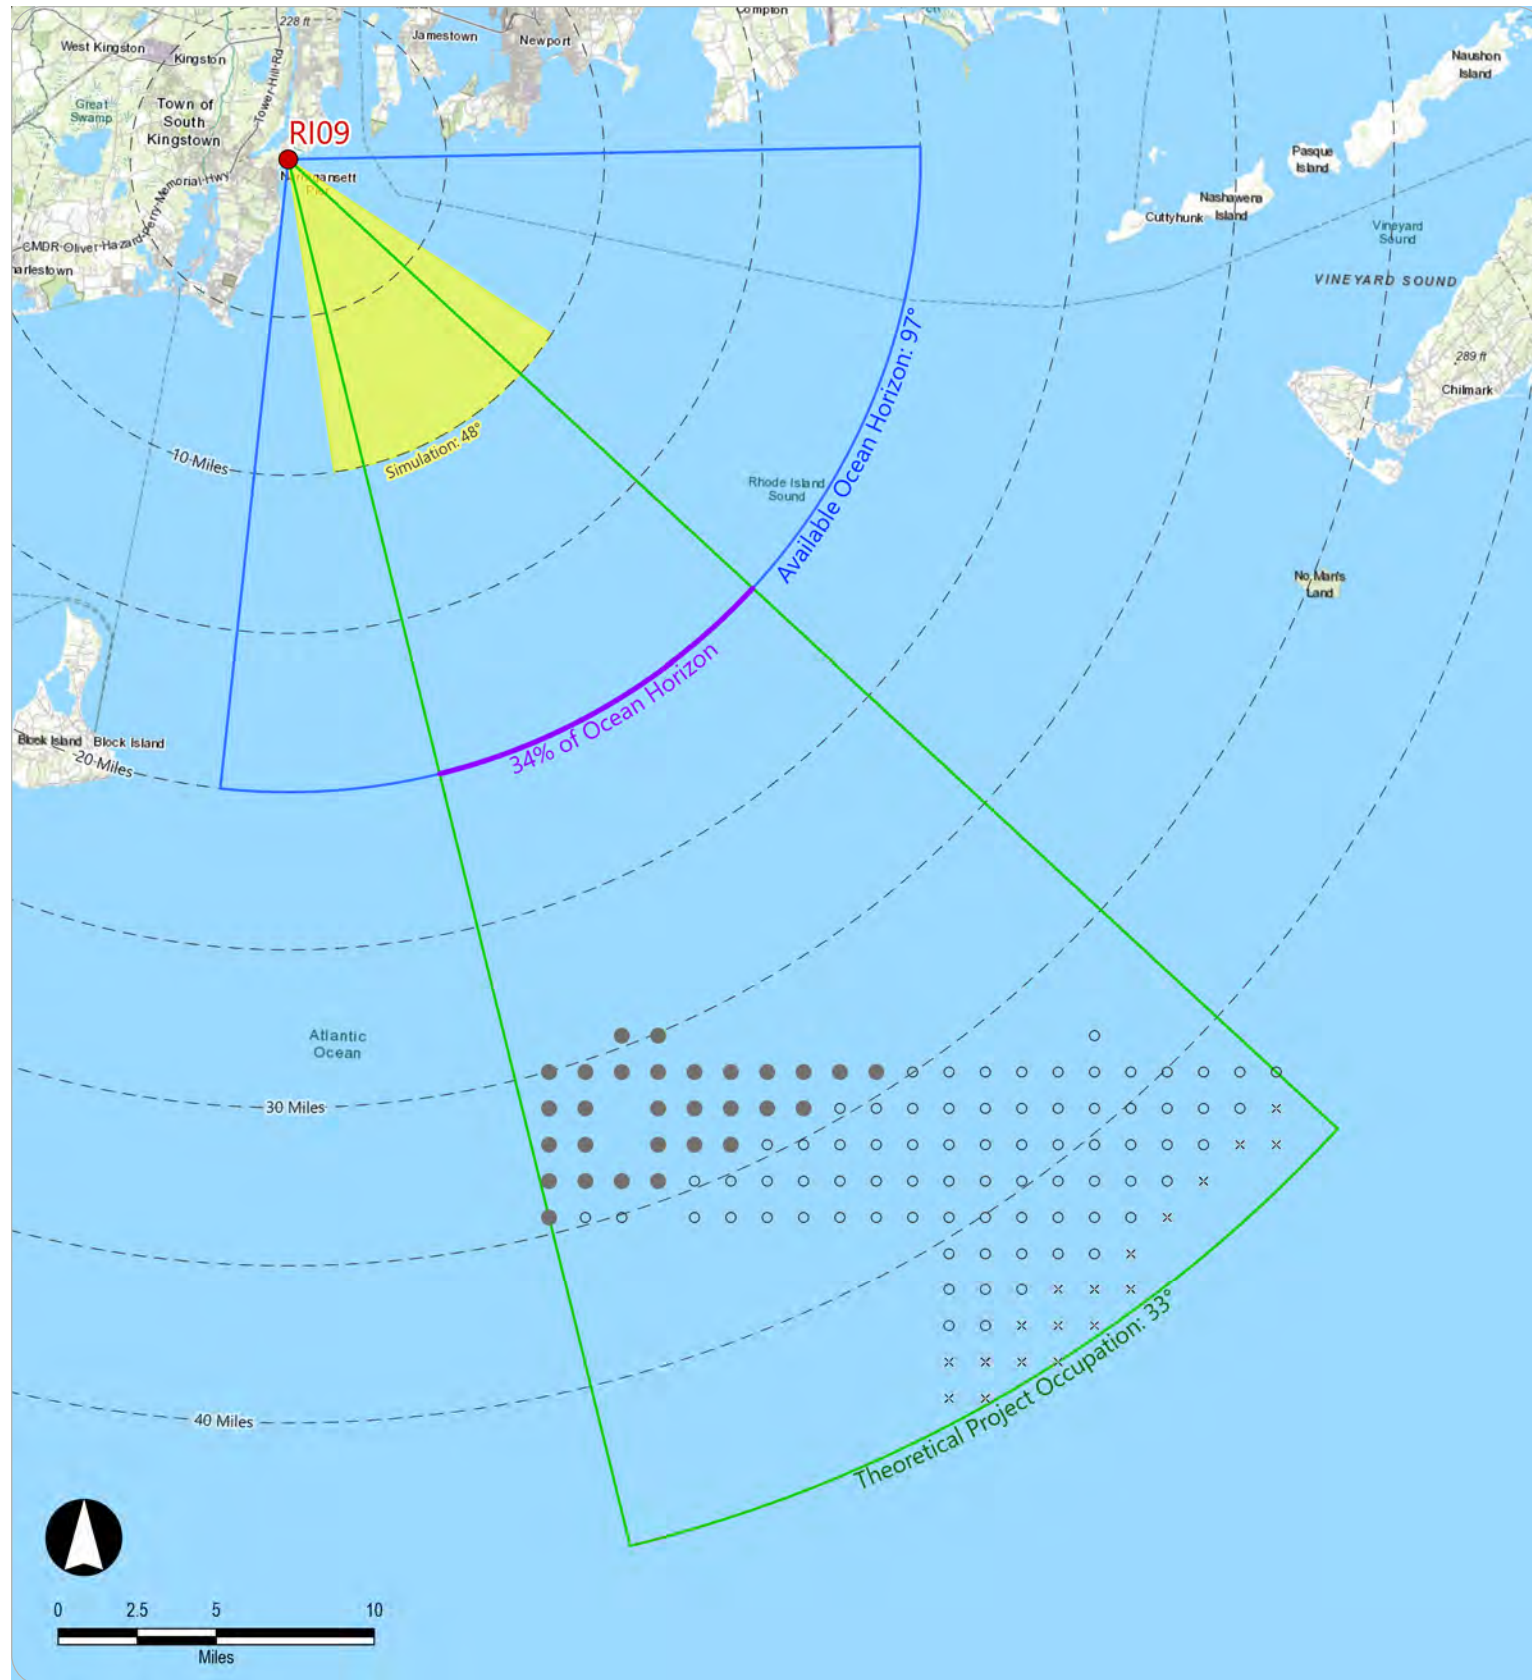 228 ft
Jamestown
Newport
Compton
West Kingston
Kingston
Tower Hill Rd
Naushon
Island
Great
Swamp
Town of
South
Kingstown
RI09
Pasque
Island
Narragansett
Pier
CMDR-Oliver-Hazard-Perry-Memorial-Hwy
harlestown
Nashawena
Island
Cuttyhunk
Vineyard
Sound
VINEYARD SOUND
289 ft
Chilmark
10 Miles
Simulation: 48°
Rhode Island
Sound
Available Ocean Horizon: 97°
No Man's
Land
34% of Ocean Horizon
Block Island
Block Island
20 Miles
Atlantic
Ocean
30 Miles
40 Miles
Theoretical Project Occupation: 33°
0 2.5 5 10
Miles